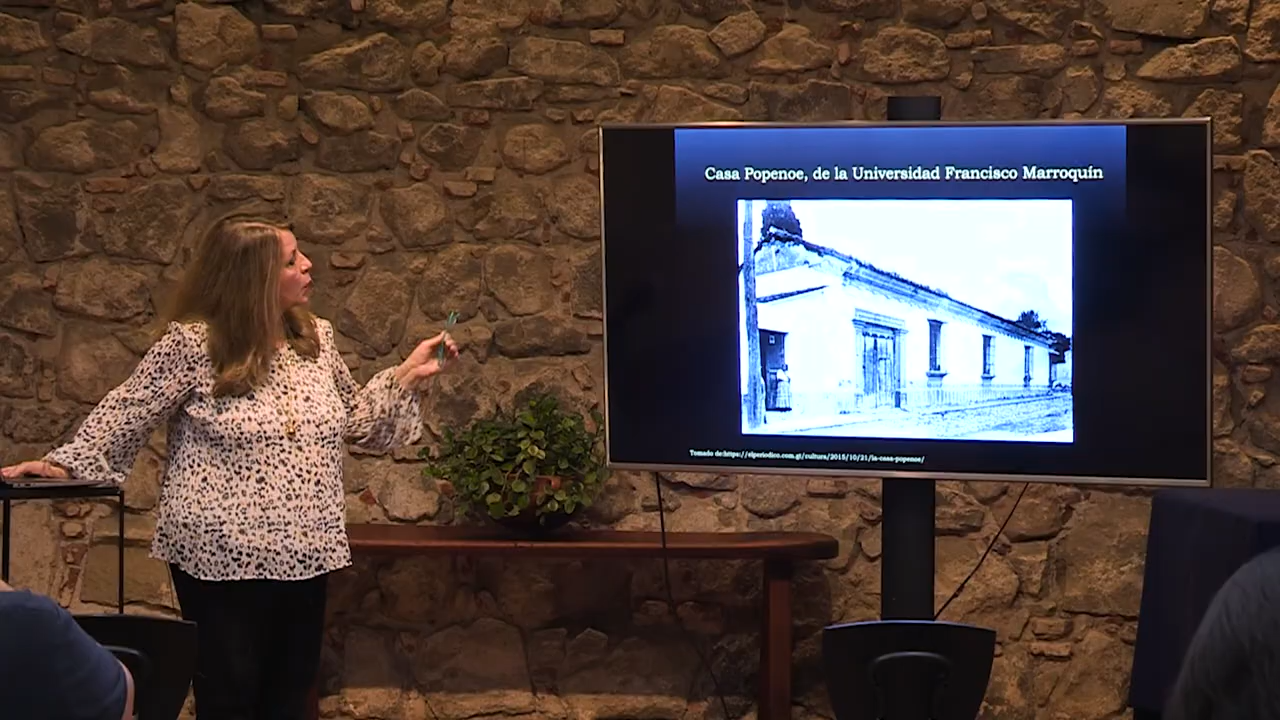 Casa Popenoe, de la Universidad Francisco Marroquín
Tomado de:https://elperiodico.com.gt/cultura/2015/10/21/la-casa-popenoe/